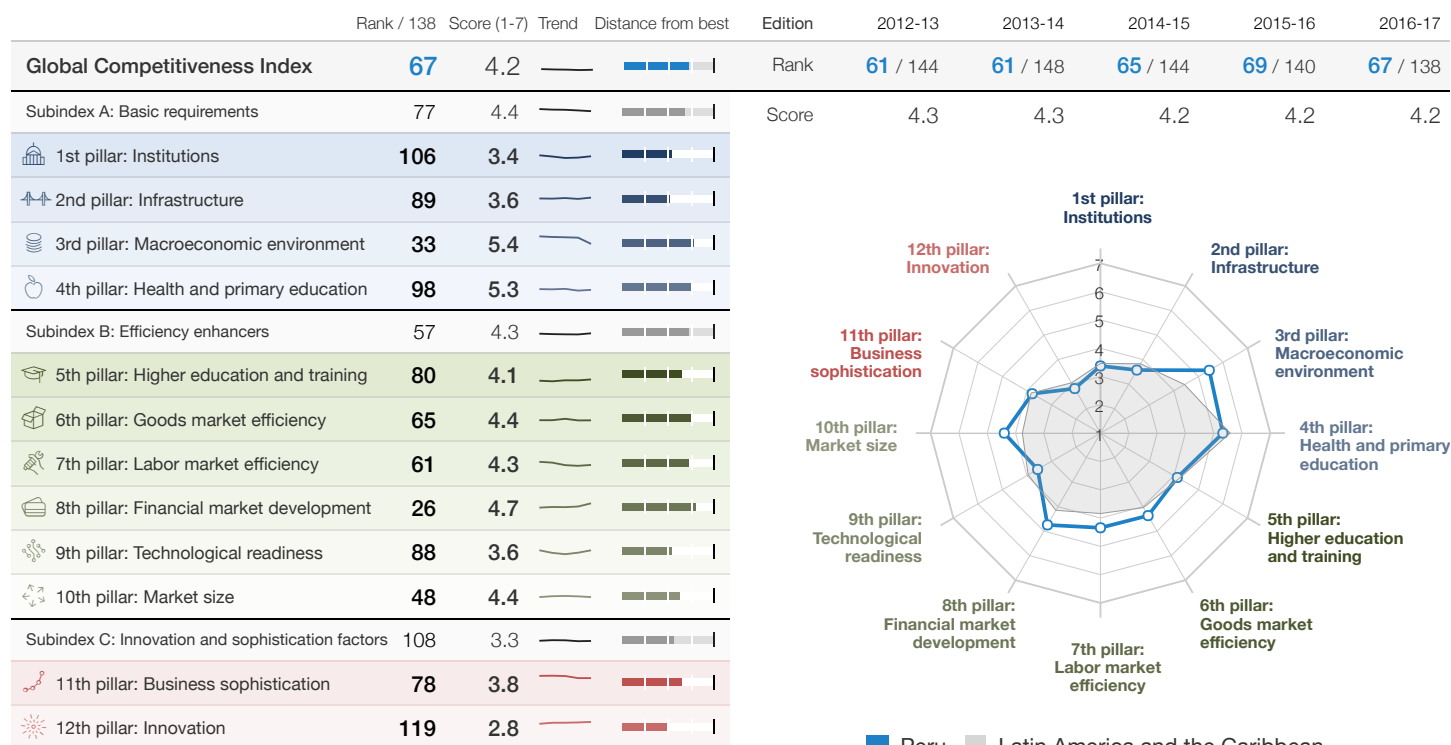 Rank / 138 Score (1-7) Trend Distance from best
Global Competitiveness Index 67 4.2
Subindex A: Basic requirements 77 4.4
1st pillar: Institutions 106 3.4
2nd pillar: Infrastructure 89 3.6
3rd pillar: Macroeconomic environment 33 5.4
4th pillar: Health and primary education 98 5.3
Subindex B: Efficiency enhancers 57 4.3
5th pillar: Higher education and training 80 4.1
6th pillar: Goods market efficiency 65 4.4
7th pillar: Labor market efficiency 61 4.3
8th pillar: Financial market development 26 4.7
9th pillar: Technological readiness 88 3.6
10th pillar: Market size 48 4.4
Subindex C: Innovation and sophistication factors 108 3.3
11th pillar: Business sophistication 78 3.8
12th pillar: Innovation 119 2.8
Edition 2012-13 2013-14 2014-15 2015-16 2016-17
Rank 61 / 144 61 / 148 65 / 144 69 / 140 67 / 138
Score 4.3 4.3 4.2 4.2 4.2
1st pillar:
Institutions
2nd pillar:
Infrastructure
3rd pillar:
Macroeconomic
environment
4th pillar:
Health and primary
education
5th pillar:
Higher education
and training
6th pillar:
Goods market
efficiency
7th pillar:
Labor market
efficiency
8th pillar:
Financial market
development
9th pillar:
Technological
readiness
10th pillar:
Market size
11th pillar:
Business
sophistication
12th pillar:
Innovation
7
6
5
4
3
2
1
Peru Latin America and the Caribbean